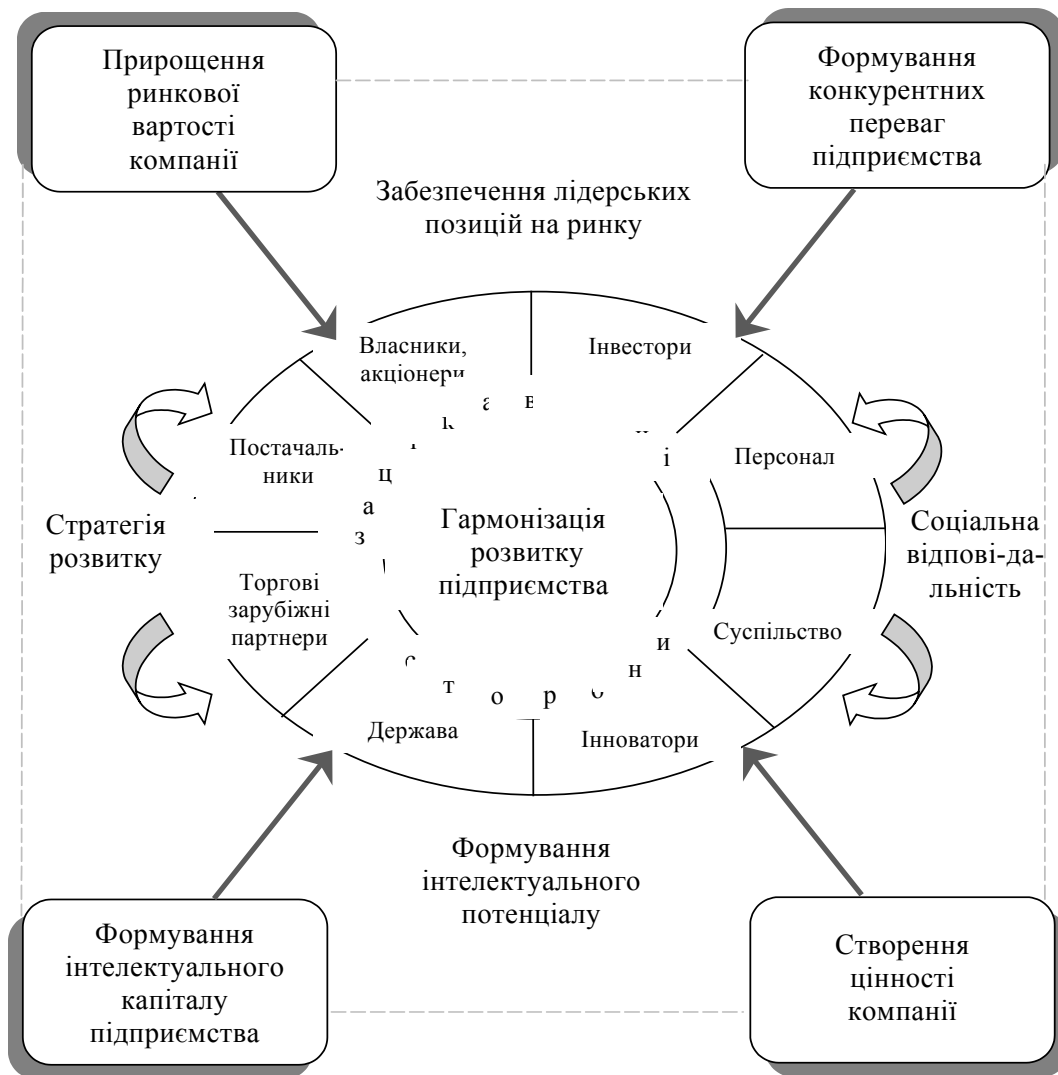 Прирощення
ринкової
вартості
компанії
Формування
конкурентних
переваг
підприємства
Забезпечення лідерських
позицій на ринку
Власники,
акціонери
Інвестори
Постачаль-
ники
Персонал
Стратегія
розвитку
Гармонізація
розвитку
підприємства
Соціальна
відпові-да-
льність
Торгові
зарубіжні
партнери
Суспільство
Держава
Інноватори
Формування
інтелектуального
потенціалу
Формування
інтелектуального
капіталу
підприємства
Створення
цінності
компанії